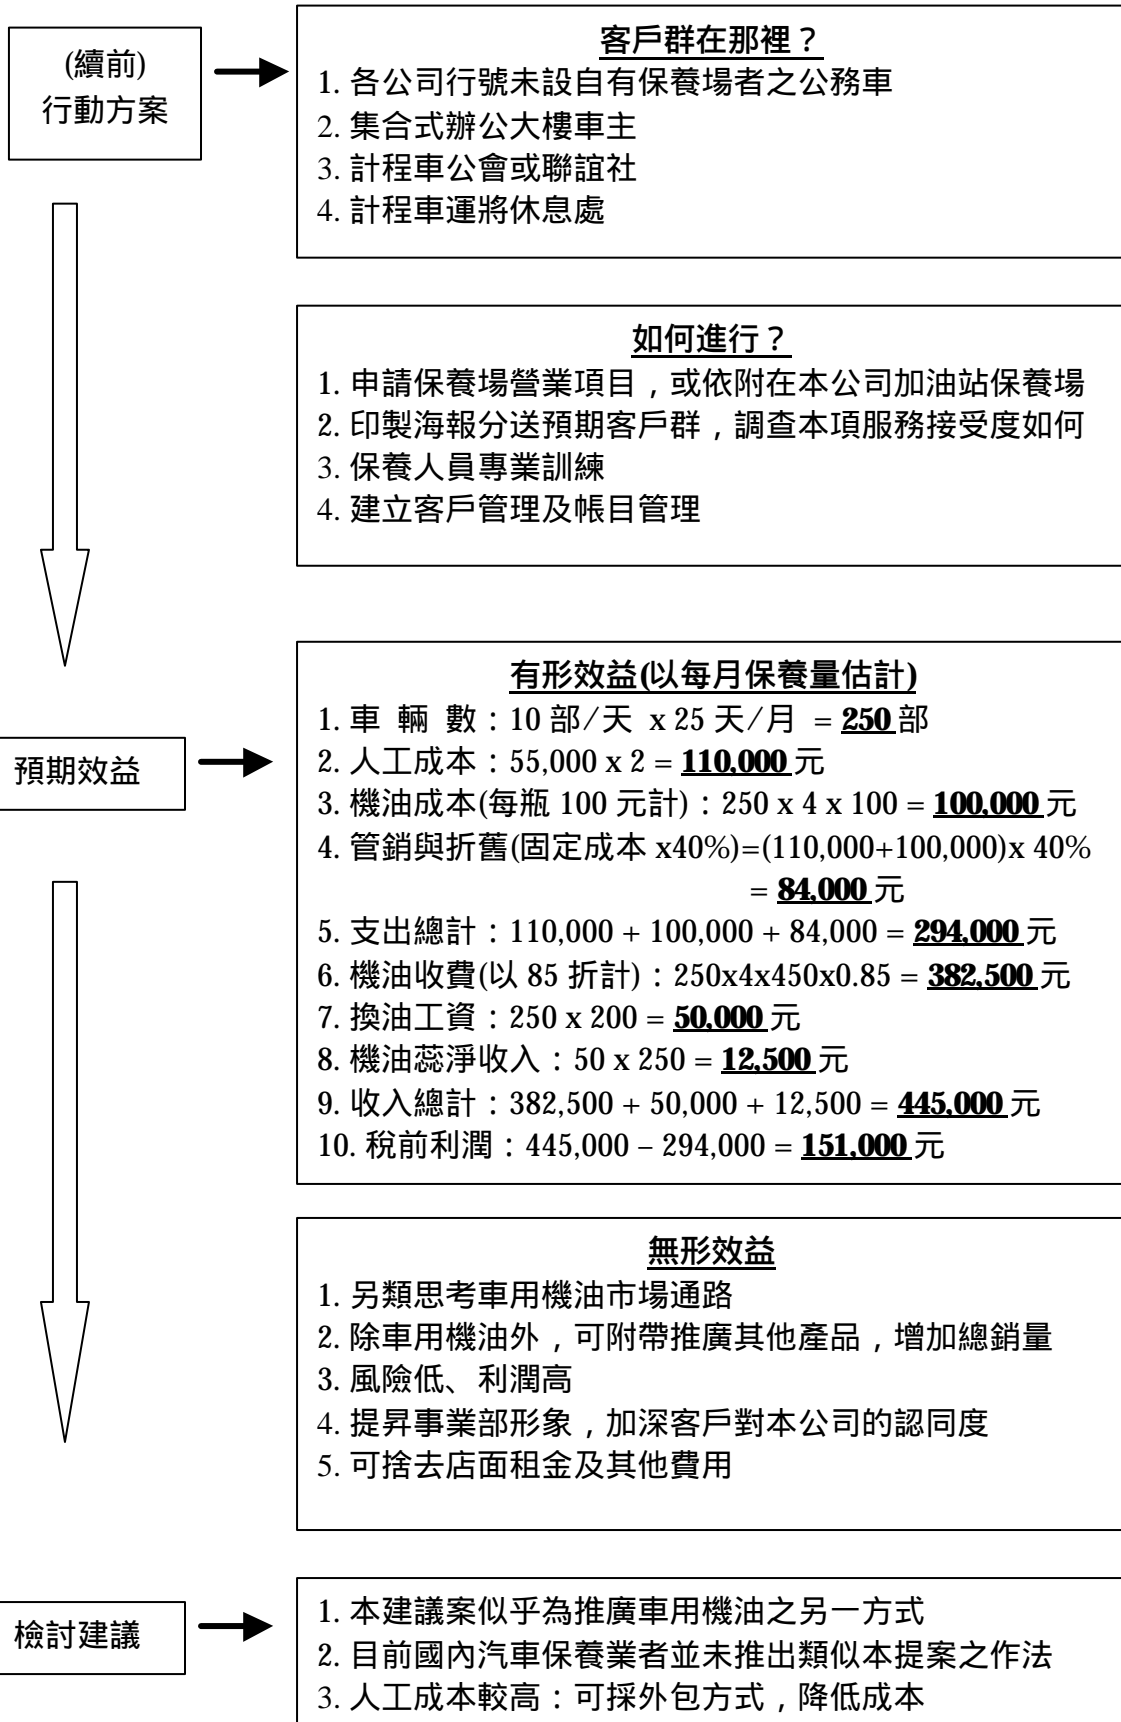 (續前)
行動方案
客戶群在那裡？
1. 各公司行號未設自有保養場者之公務車
2. 集合式辦公大樓車主
3. 計程車公會或聯誼社
4. 計程車運將休息處
如何進行？
1. 申請保養場營業項目，或依附在本公司加油站保養場
2. 印製海報分送預期客戶群，調查本項服務接受度如何
3. 保養人員專業訓練
4. 建立客戶管理及帳目管理
預期效益
有形效益(以每月保養量估計)
1. 車 輛 數：10 部/天 x 25 天/月 = 250 部
2. 人工成本：55,000 x 2 = 110,000 元
3. 機油成本(每瓶 100 元計)：250 x 4 x 100 = 100,000 元
4. 管銷與折舊(固定成本 x40%)=(110,000+100,000)x 40%
= 84,000 元
5. 支出總計：110,000 + 100,000 + 84,000 = 294,000 元
6. 機油收費(以 85 折計)：250x4x450x0.85 = 382,500 元
7. 換油工資：250 x 200 = 50,000 元
8. 機油蕊淨收入：50 x 250 = 12,500 元
9. 收入總計：382,500 + 50,000 + 12,500 = 445,000 元
10. 稅前利潤：445,000 – 294,000 = 151,000 元
無形效益
1. 另類思考車用機油市場通路
2. 除車用機油外，可附帶推廣其他產品，增加總銷量
3. 風險低、利潤高
4. 提昇事業部形象，加深客戶對本公司的認同度
5. 可捨去店面租金及其他費用
檢討建議
1. 本建議案似乎為推廣車用機油之另一方式
2. 目前國內汽車保養業者並未推出類似本提案之作法
3. 人工成本較高：可採外包方式，降低成本